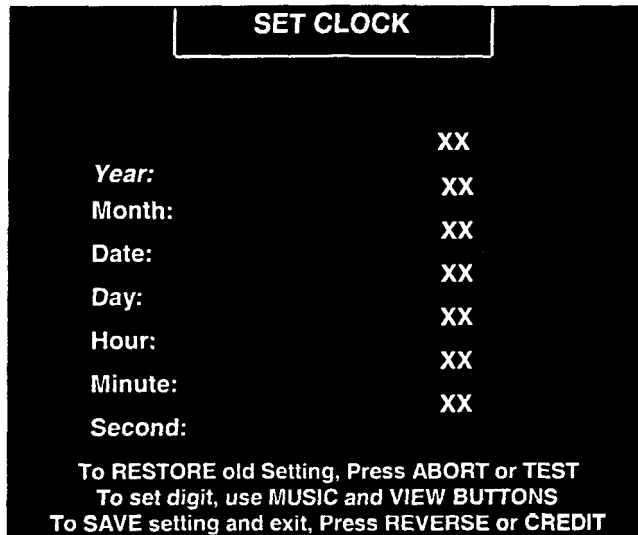 SET CLOCK
XX
Year:
XX
Month:
XX
Date:
XX
Day:
XX
Hour:
XX
Minute:
XX
Second:
To RESTORE old Setting, Press ABORT or TEST
To set digit, use MUSIC and VIEW BUTTONS
To SAVE setting and exit, Press REVERSE or CREDIT